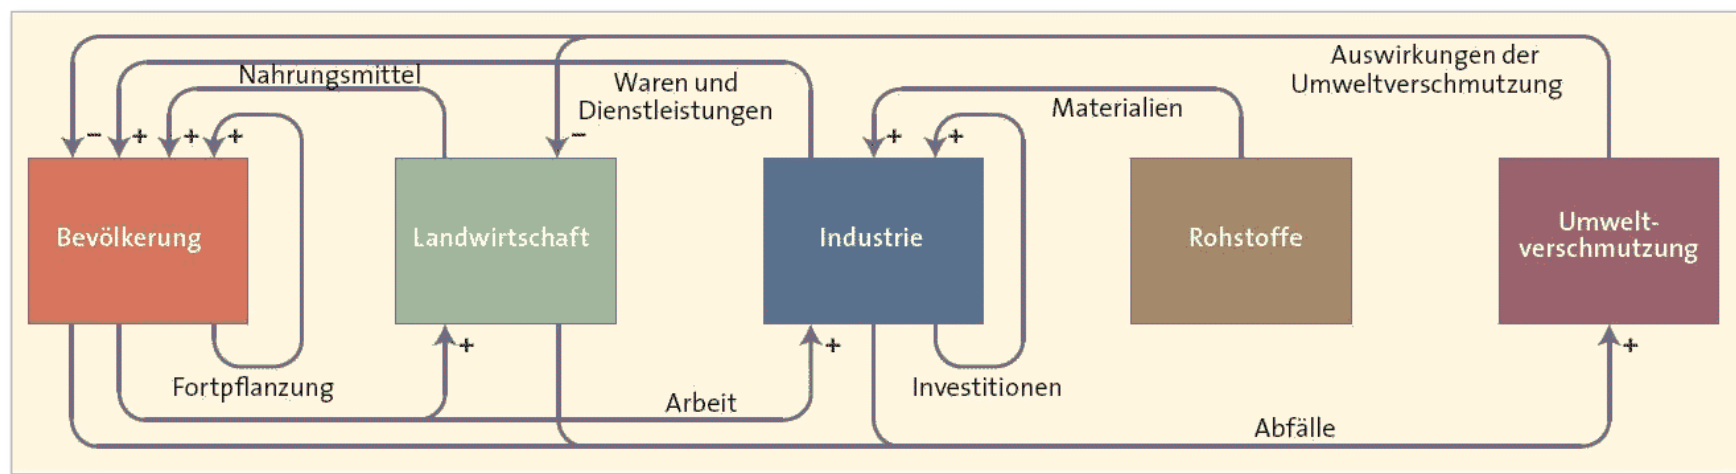 Auswirkungen der
Umweltverschmutzung
Nahrungsmittel
Waren und
Dienstleistungen
Materialien
− + + +
−
+ +
Bevölkerung
Landwirtschaft
Industrie
Rohstoffe
Umwelt-
verschmutzung
+
+
+
Fortpflanzung
Arbeit
Investitionen
Abfälle